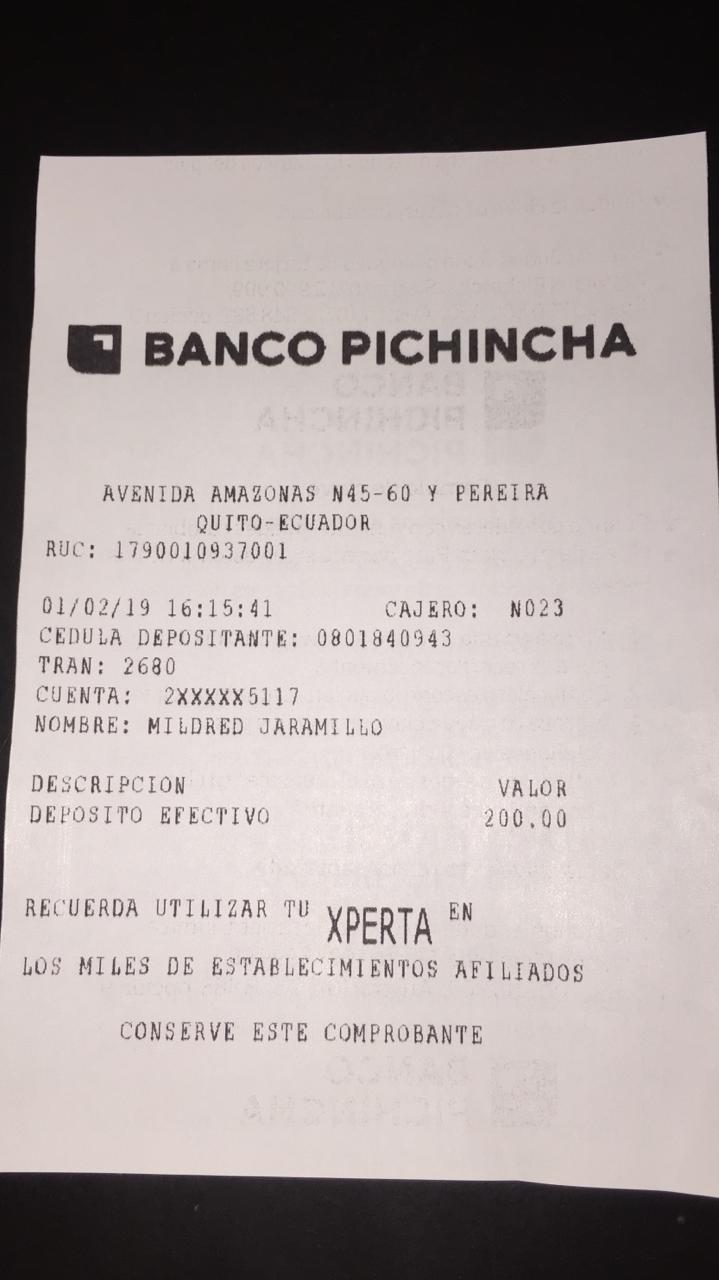 BANCO PICHINCHA
AVENIDA AMAZONAS N45-60 Y PEREIRA
QUITO-ECUADOR
RUC: 1790010937001
01/02/19 16:15:41 CAJERO: N023
CEDULA DEPOSITANTE: 0801840943
TRAN: 2680
CUENTA: 2XXXXX5117
NOMBRE: MILDRED JARAMILLO
DESCRIPCION VALOR
DEPOSITO EFECTIVO 200.00
RECUERDA UTILIZAR TU XPERTA EN
LOS MILES DE ESTABLECIMIENTOS AFILIADOS
CONSERVE ESTE COMPROBANTE